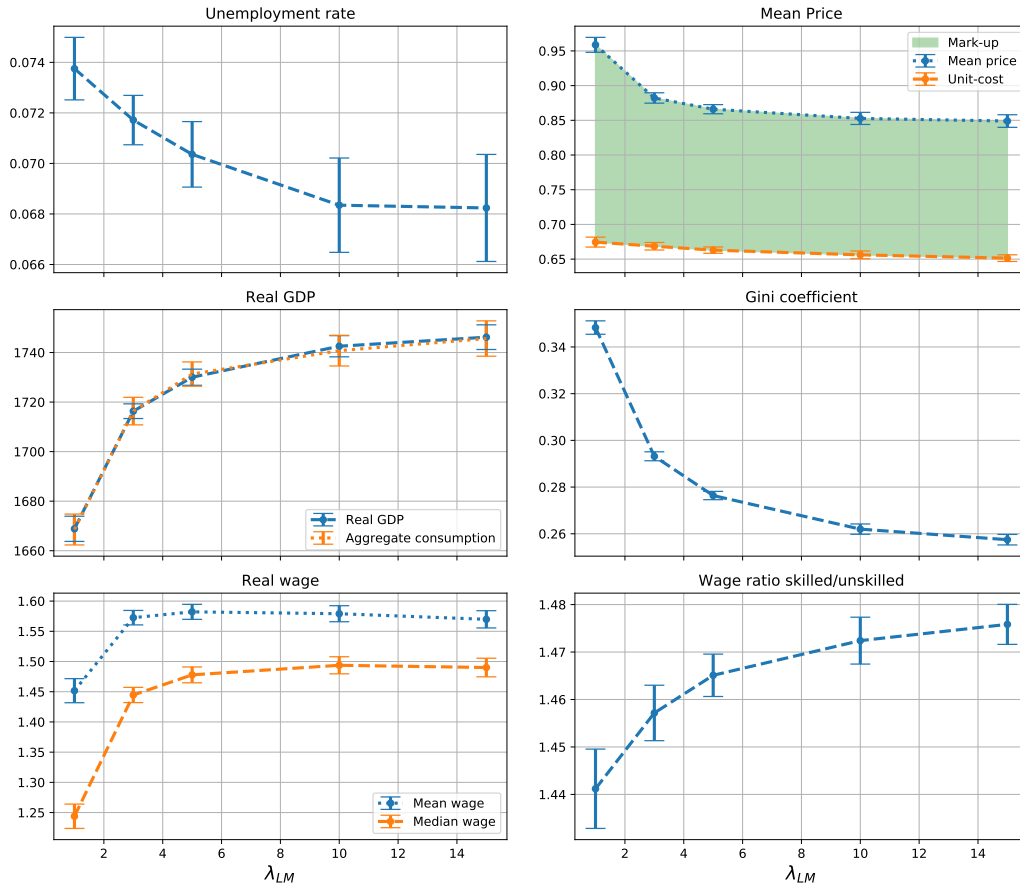 Unemployment rate
0.074
0.072
0.070
0.068
0.066
Mean Price
0.95
0.90
0.85
0.80
0.75
0.70
0.65
Mark-up
Mean price
Unit-cost
Real GDP
1740
1720
1700
1680
1660
Real GDP
Aggregate consumption
Gini coefficient
0.34
0.32
0.30
0.28
0.26
Real wage
1.60
1.55
1.50
1.45
1.40
1.35
1.30
1.25
Mean wage
Median wage
2 4 6 8 10 12 14
λLM
Wage ratio skilled/unskilled
1.48
1.47
1.46
1.45
1.44
2 4 6 8 10 12 14
λLM